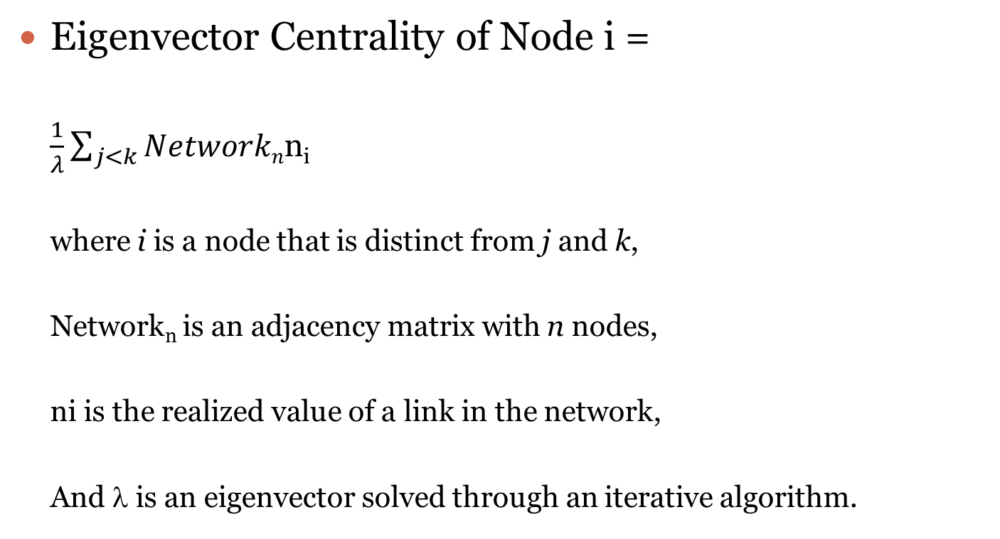 • Eigenvector Centrality of Node i =
$\frac{1}{\lambda}\sum_{j<k} Network_n \mathrm{n_i}$
where i is a node that is distinct from j and k,
Networkₙ is an adjacency matrix with n nodes,
ni is the realized value of a link in the network,
And λ is an eigenvector solved through an iterative algorithm.